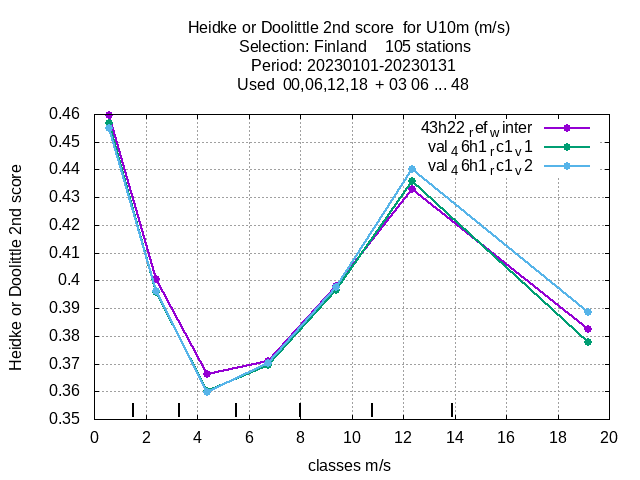 Heidke or Doolittle 2nd score  for U10m (m/s)
Selection: Finland    105 stations
Period: 20230101-20230131
Used  00,06,12,18  + 03 06 ... 48
43h22_ref_winter
val_46h1_rc1_v1
val_46h1_rc1_v2
Heidke or Doolittle 2nd score
0.46
0.45
0.44
0.43
0.42
0.41
0.4
0.39
0.38
0.37
0.36
0.35
0 2 4 6 8 10 12 14 16 18 20
classes m/s